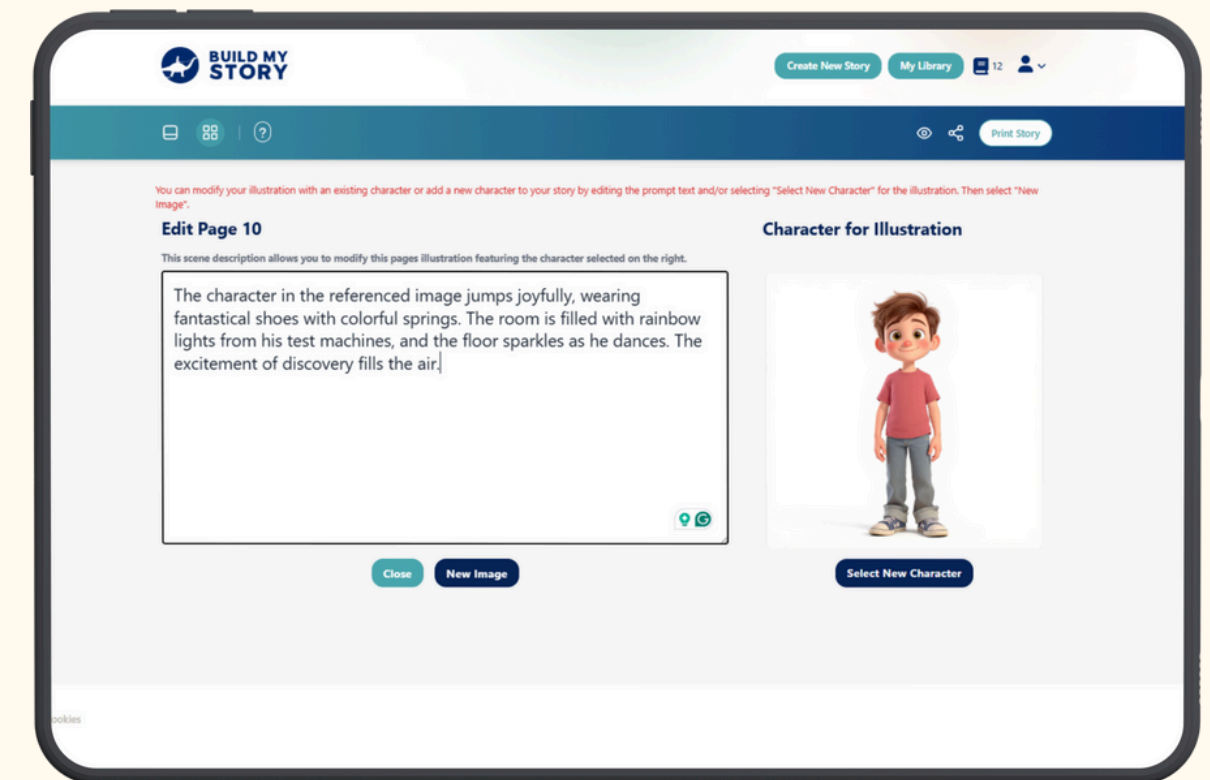 BUILD MY
STORY
Create New Story
My Library
12
?
Print Story
You can modify your illustration with an existing character or add a new character to your story by editing the prompt text and/or selecting "Select New Character" for the illustration. Then select "New
Image".
Edit Page 10
Character for Illustration
This scene description allows you to modify this pages illustration featuring the character selected on the right.
The character in the referenced image jumps joyfully, wearing
fantastical shoes with colorful springs. The room is filled with rainbow
lights from his test machines, and the floor sparkles as he dances. The
excitement of discovery fills the air.
G
Close
New Image
Select New Character
ookies